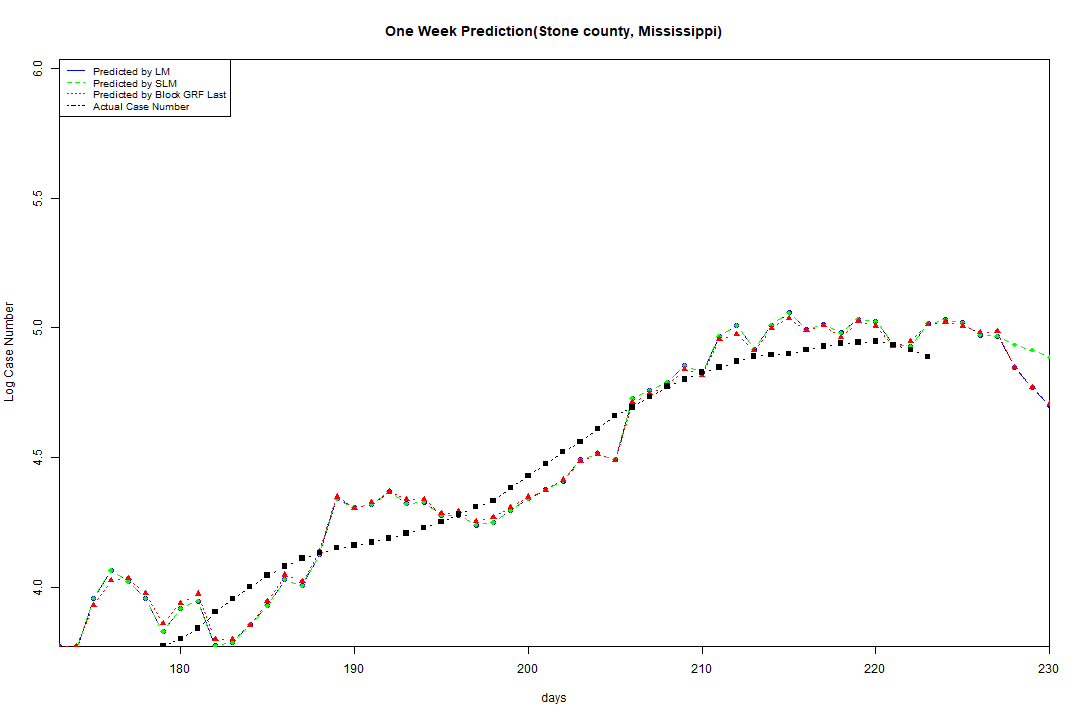 One Week Prediction(Stone county, Mississippi)
Predicted by LM
Predicted by SLM
Predicted by Block GRF Last
Actual Case Number
Log Case Number
6.0
5.5
5.0
4.5
4.0
180 190 200 210 220 230
days